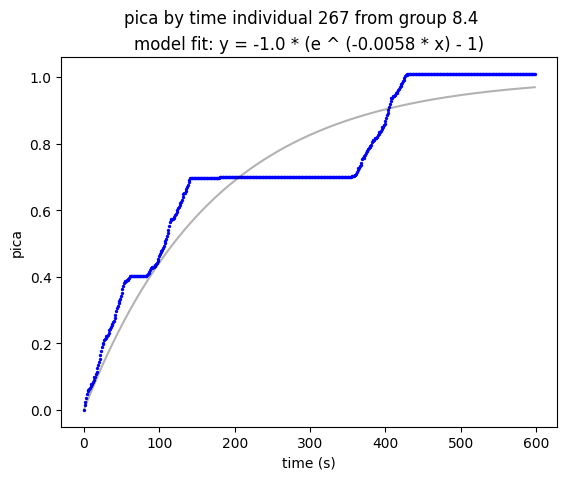 pica by time individual 267 from group 8.4
model fit: y = -1.0 * (e ^ (-0.0058 * x) - 1)
1.0
0.8
0.6
0.4
0.2
0.0
pica
0 100 200 300 400 500 600
time (s)